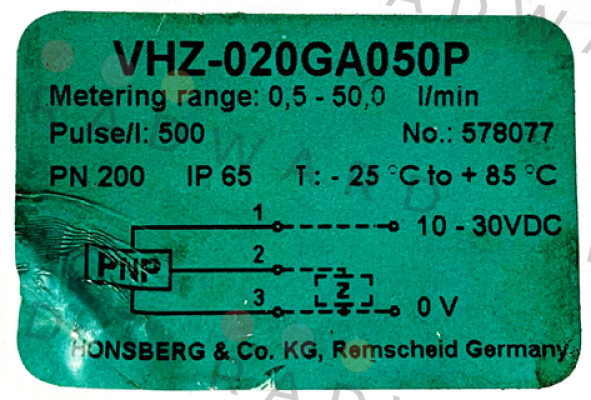 VHZ-020GA050P
Metering range: 0,5 - 50,0 l/min
Pulse/l: 500 No.: 578077
PN 200 IP 65 T: - 25 °C to + 85 °C
1 10 - 30VDC
PNP 2
Z
3 0 V
HONSBERG & Co. KG, Remscheid Germany